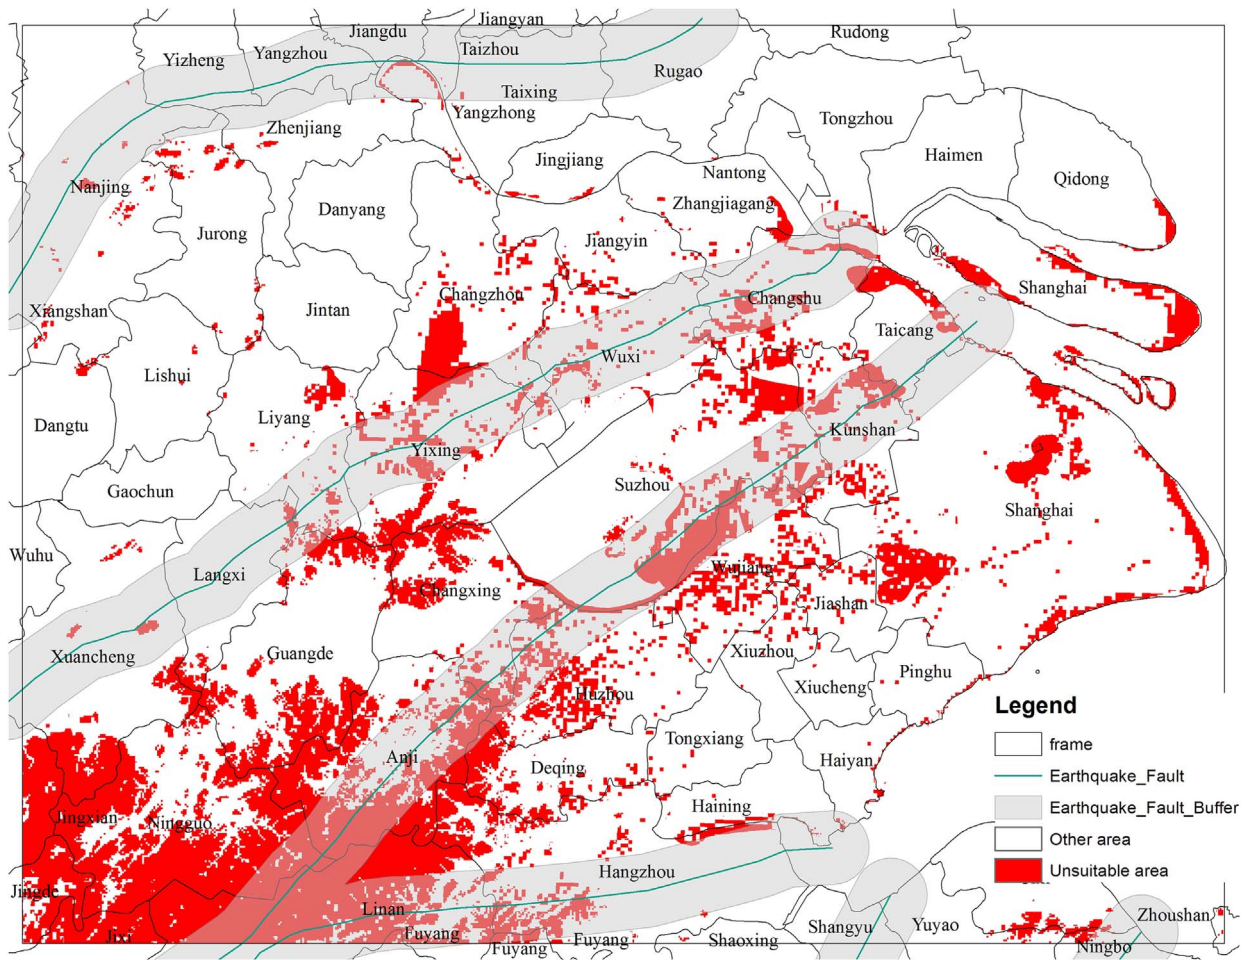 Jiangyan
Jiangdu
Rudong
Taizhou
Yangzhou
Yizheng
Rugao
Taixing
Yangzhong
Tongzhou
Zhenjiang
Haimen
Jingjiang
Nantong
Qidong
Nanjing
Zhangjiagang
Danyang
Jurong
Jiangyin
Shanghai
Changzhou
Changshu
Xiangshan
Jintan
Taicang
Wuxi
Lishui
Liyang
Dangtu
Kunshan
Yixing
Suzhou
Gaochun
Shanghai
Wuhu
Wujiang
Langxi
Changxing
Jiashan
Xiuzhou
Guangde
Xuancheng
Pinghu
Xiucheng
Huzhou
Legend
Tongxiang
frame
Anji
Haiyan
Deqing
Earthquake_Fault
Haining
Earthquake_Fault_Buffer
Jingxian
Ningguo
Other area
Hangzhou
Unsuitable area
Jingde
Linan
Zhoushan
Shangyu
Yuyao
Jixi
Fuyang
Fuyang
Fuyang
Shaoxing
Ningbo